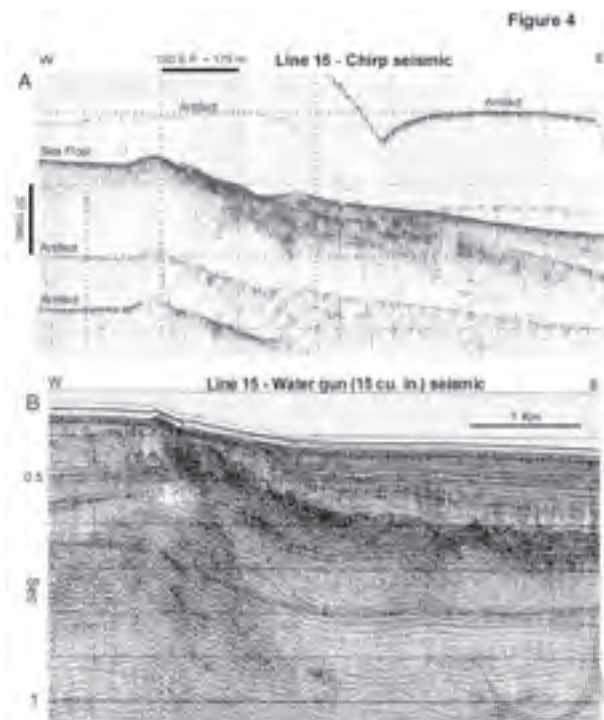 Figure 4
W
Line 15 - Chirp seismic
E
A
Artifact
Artifact
Sea Floor
Artifact
Artifact
W
Line 15 - Water gun (15 cu. in.) seismic
E
B
1 Km
0.5
sec
1